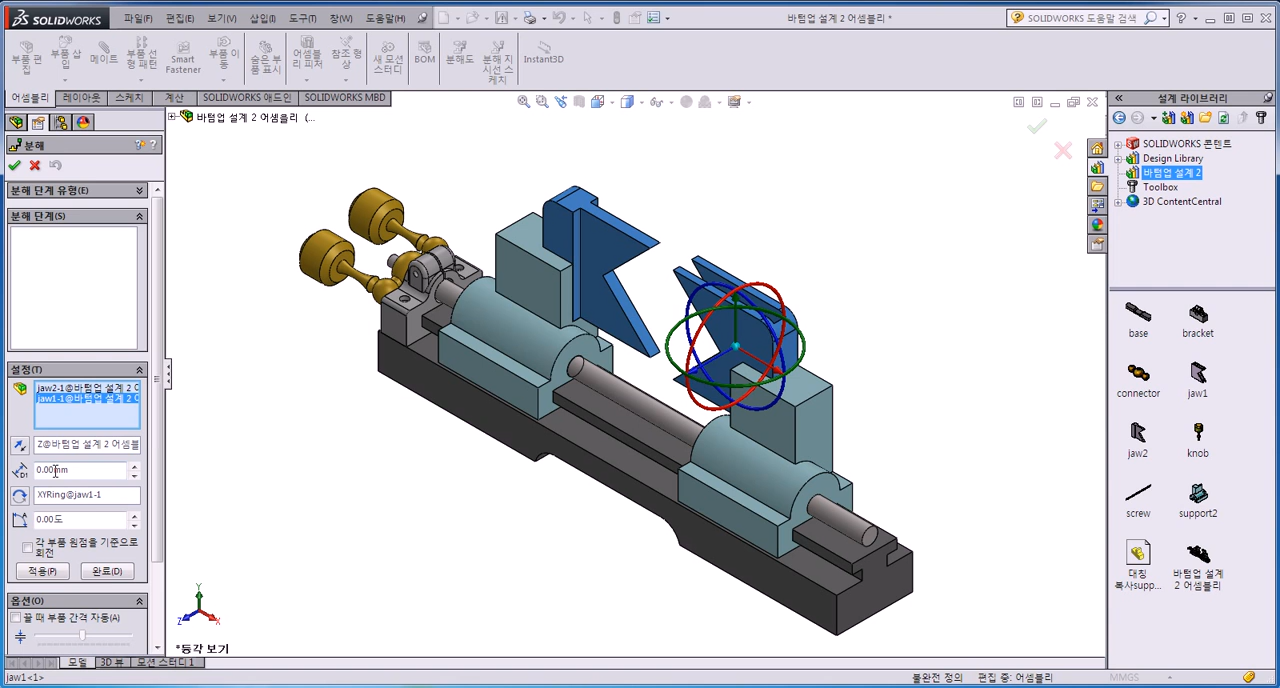 SOLIDWORKS
파일(F) 편집(E) 보기(V) 삽입(I) 도구(T) 창(W) 도움말(H)
바텀업 설계 2 어셈블리 *
SOLIDWORKS 도움말 검색
부품 편집
부품 삽입
메이트
부품 선형 패턴
Smart Fastener
부품 이동
숨은 부품 표시
어셈블리 피처
참조 형상
새 모션 스터디
BOM
분해도
분해 지시선 스케치
Instant3D
어셈블리 레이아웃 스케치 계산 SOLIDWORKS 애드인 SOLIDWORKS MBD
바텀업 설계 2 어셈블리 (...
분해
분해 단계 유형(E)
분해 단계(S)
설정(T)
jaw2-1@바텀업 설계 2 어
jaw1-1@바텀업 설계 2 어
Z@바텀업 설계 2 어셈블
0.00mm
XYRing@jaw1-1
0.00도
각 부품 원점을 기준으로
회전
적용(P) 완료(D)
옵션(O)
끌 때 부품 간격 자동(A)
Y
Z
X
*등각 보기
모델 3D 뷰 모션 스터디 1
jaw1<1>
불완전 정의 편집 중: 어셈블리 MMGS
설계 라이브러리
SOLIDWORKS 콘텐트
Design Library
바텀업 설계 2
Toolbox
3D ContentCentral
base bracket
connector jaw1
jaw2 knob
screw support2
대칭
복사supp...
바텀업 설계
2 어셈블리